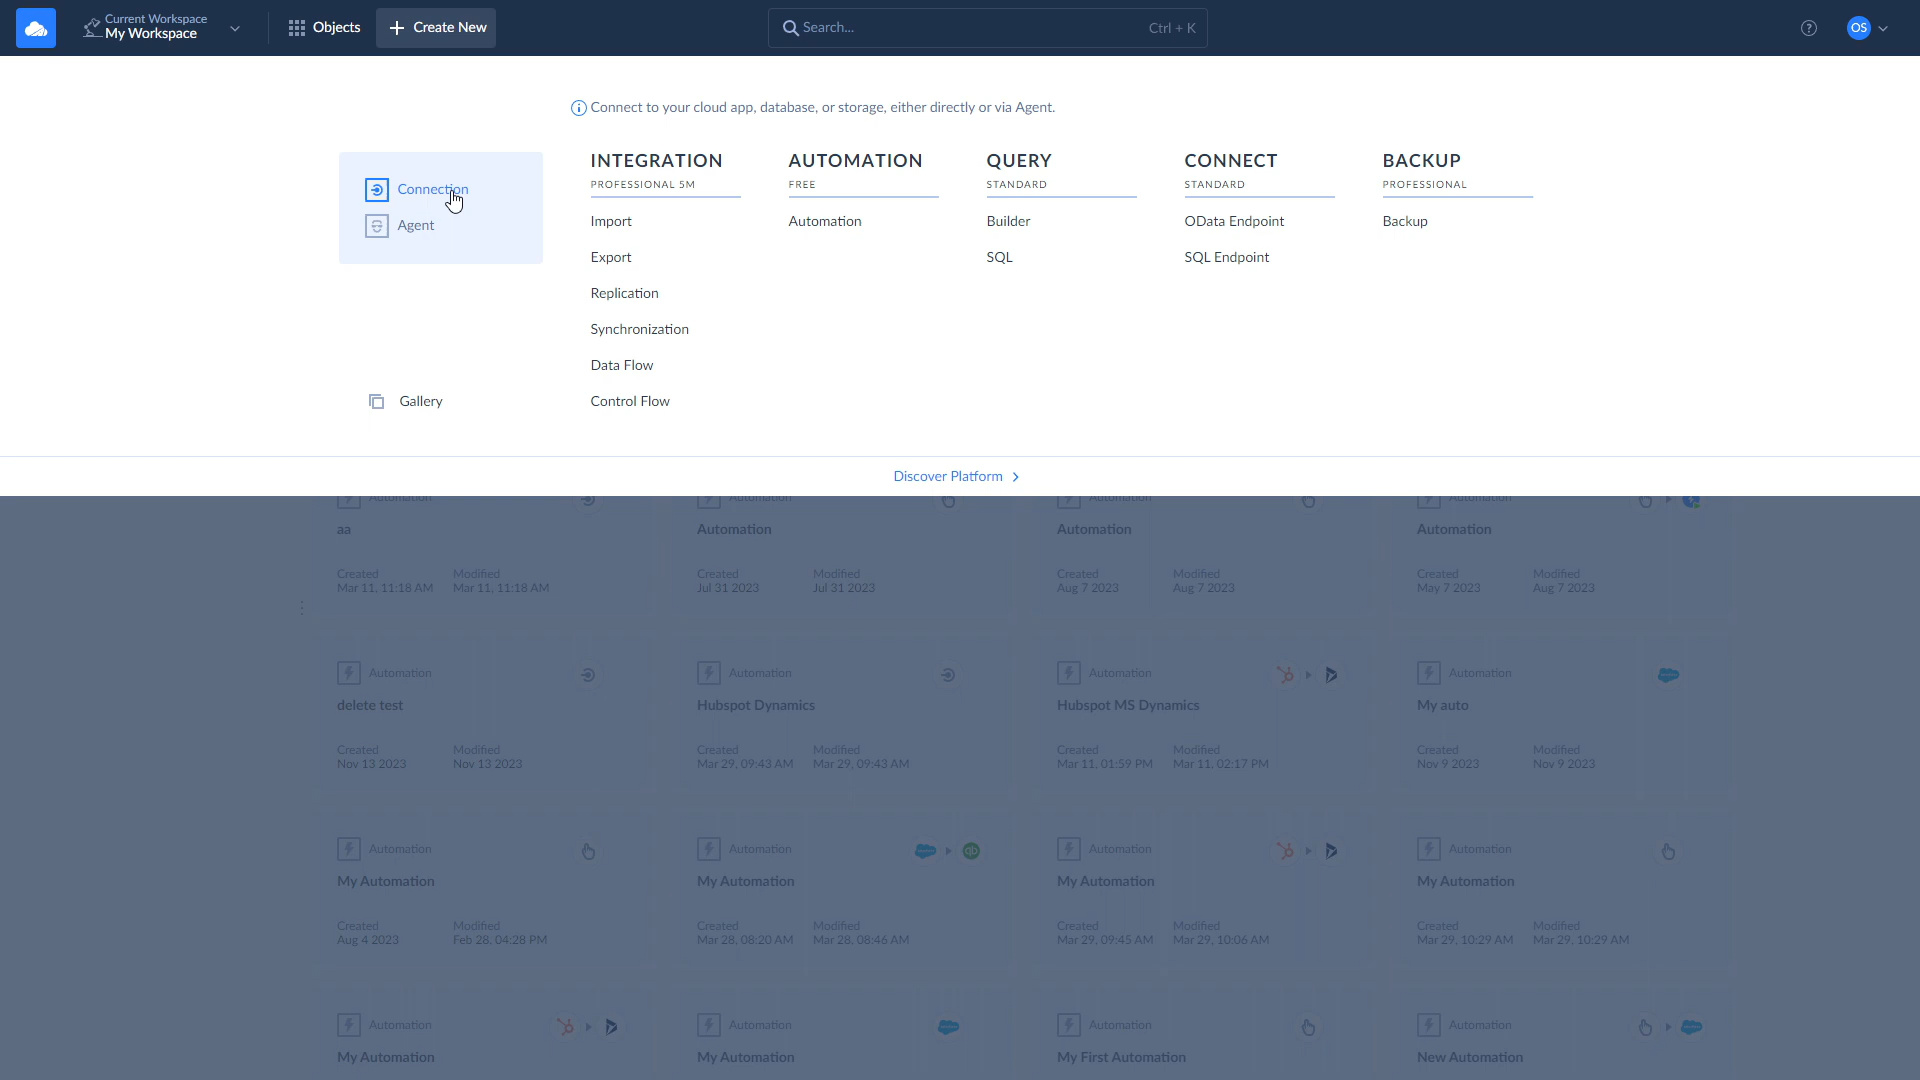 Current Workspace
My Workspace
Objects
Create New
Search...
Ctrl + K
OS
Connect to your cloud app, database, or storage, either directly or via Agent.
Connection
Agent
Gallery
INTEGRATION
PROFESSIONAL 5M
Import
Export
Replication
Synchronization
Data Flow
Control Flow
AUTOMATION
FREE
Automation
QUERY
STANDARD
Builder
SQL
CONNECT
STANDARD
OData Endpoint
SQL Endpoint
BACKUP
PROFESSIONAL
Backup
Discover Platform
Automation
aa
Created Modified
Mar 11, 11:18 AM Mar 11, 11:18 AM
Automation
Automation
Created Modified
Jul 31 2023 Jul 31 2023
Automation
Automation
Created Modified
Aug 7 2023 Aug 7 2023
Automation
Automation
Created Modified
May 7 2023 Aug 7 2023
Automation
delete test
Created Modified
Nov 13 2023 Nov 13 2023
Automation
Hubspot Dynamics
Created Modified
Mar 29, 09:43 AM Mar 29, 09:43 AM
Automation
Hubspot MS Dynamics
Created Modified
Mar 11, 01:59 PM Mar 11, 02:17 PM
Automation
My auto
Created Modified
Nov 9 2023 Nov 9 2023
Automation
My Automation
Created Modified
Aug 4 2023 Feb 28, 04:28 PM
Automation
qb
My Automation
Created Modified
Mar 28, 08:20 AM Mar 28, 08:46 AM
Automation
My Automation
Created Modified
Mar 29, 09:45 AM Mar 29, 10:06 AM
Automation
My Automation
Created Modified
Mar 29, 10:29 AM Mar 29, 10:29 AM
Automation
My Automation
Automation
My Automation
Automation
My First Automation
Automation
New Automation